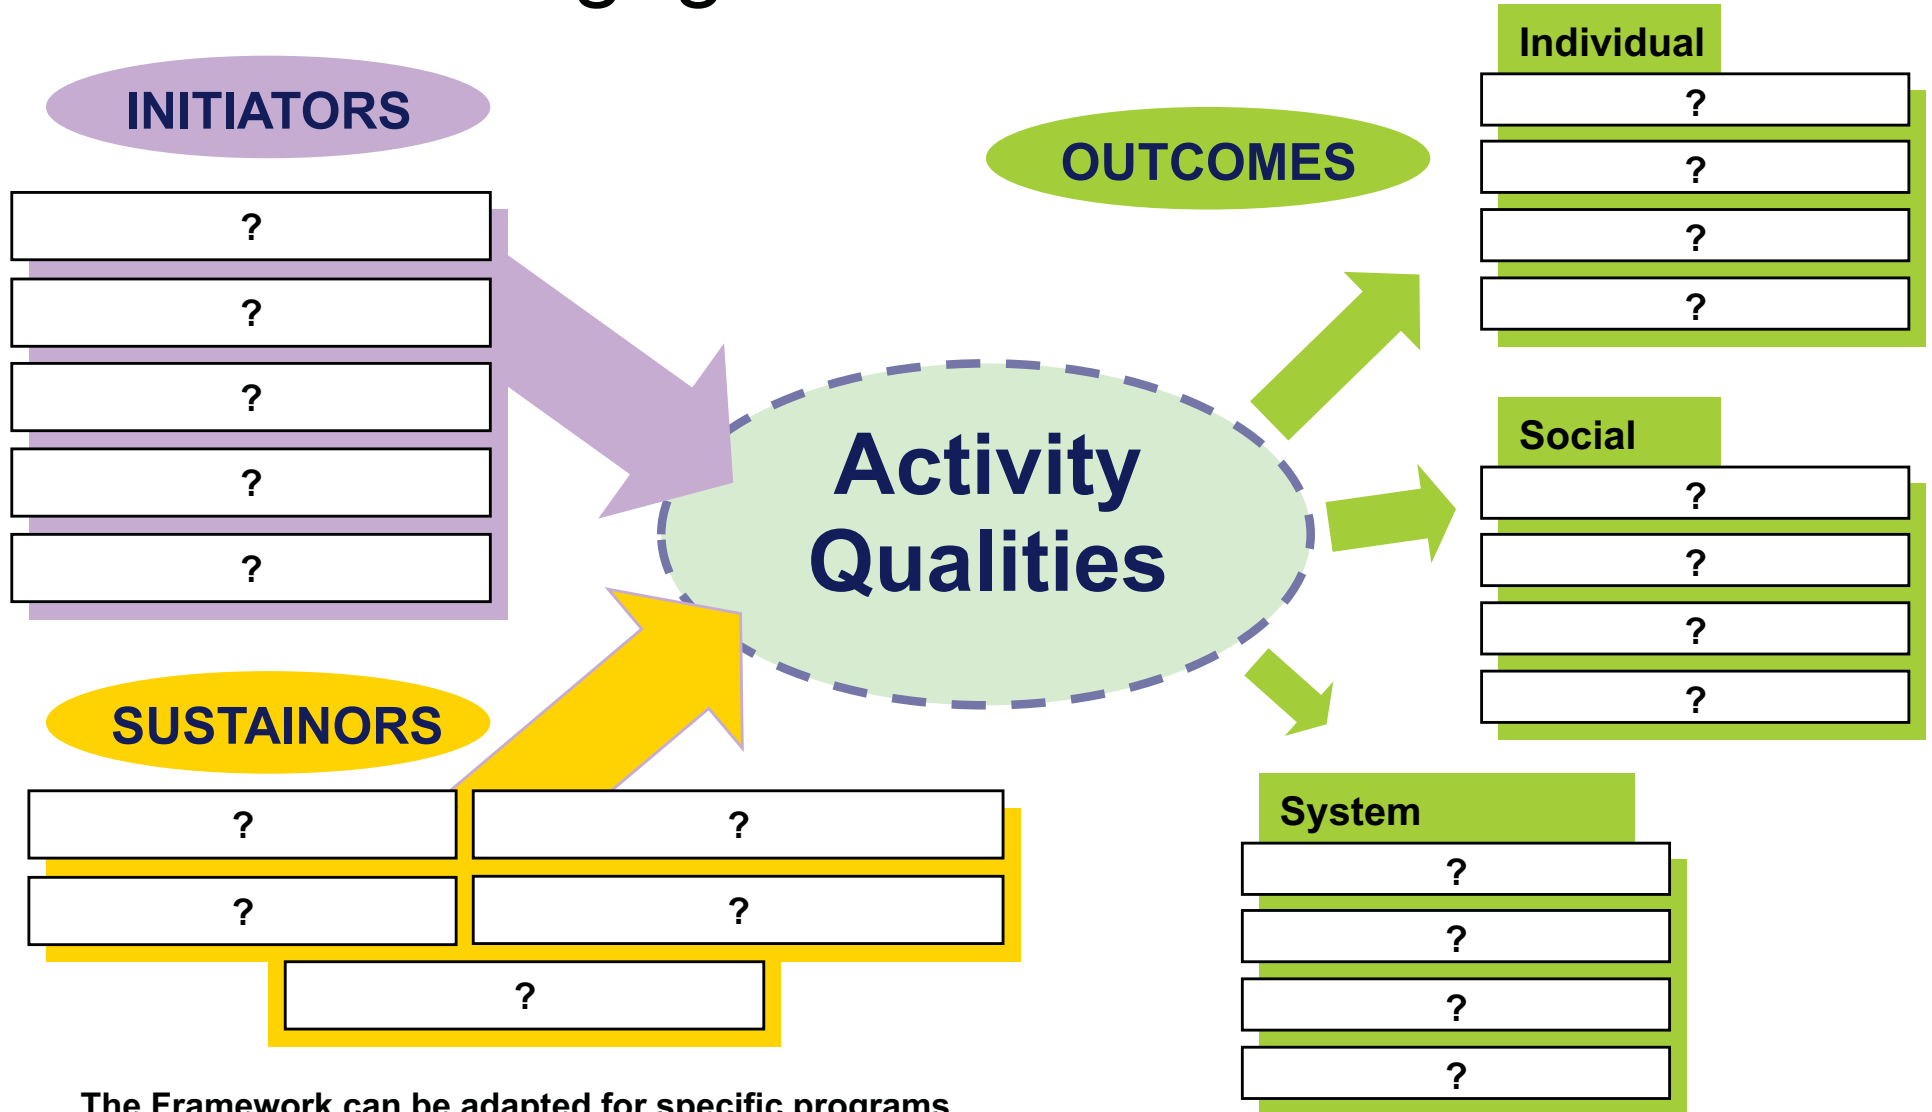 INITIATORS
?
?
?
?
?
SUSTAINORS
? ?
? ?
?
Activity
Qualities
OUTCOMES
Individual
?
?
?
?
Social
?
?
?
?
System
?
?
?
?
The Framework can be adapted for specific programs